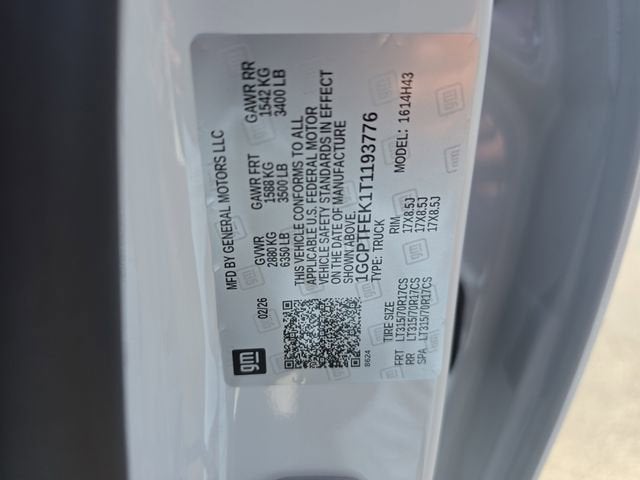 MFD BY GENERAL MOTORS LLC
02/26 GVWR GAWR FRT GAWR RR
2880 KG 1588 KG 1542 KG
6350 LB 3500 LB 3400 LB
THIS VEHICLE CONFORMS TO ALL
APPLICABLE U.S. FEDERAL MOTOR
VEHICLE SAFETY STANDARDS IN EFFECT
ON THE DATE OF MANUFACTURE
SHOWN ABOVE.
1GCPTFEK1T1193776
TYPE: TRUCK MODEL: 1614H43
gm
8624
TIRE SIZE RIM
FRT LT315/70R17CS 17X8.5J
RR LT315/70R17CS 17X8.5J
SPA LT315/70R17CS 17X8.5J